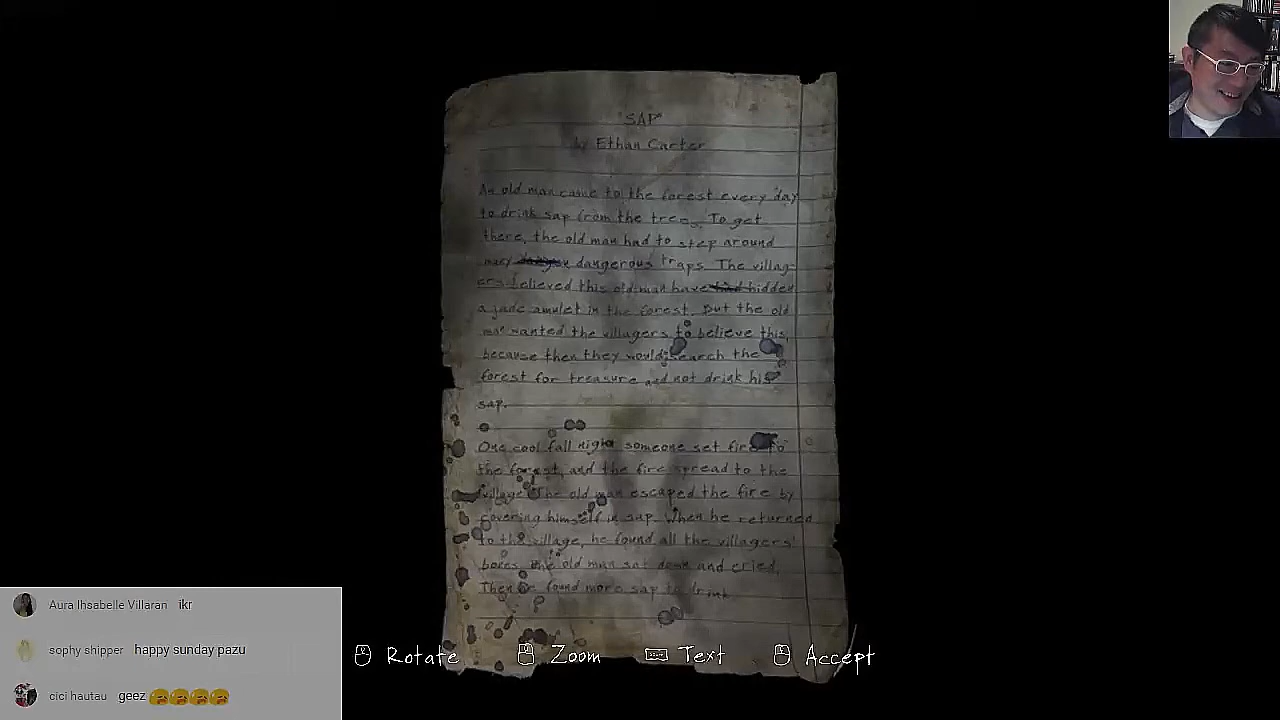 "SAP"
by Ethan Carter
An old man came to the forest every day
to drink sap from the trees. To get
there, the old man had to step around
many dangerous traps. The villag-
ers believed this old man have hidden
a jade amulet in the forest. But the old
man wanted the villagers to believe this,
because then they would search the
forest for treasure and not drink his
sap.
One cool fall night someone set fire to
the forest, and the fire spread to the
village. The old man escaped the fire by
covering himself in sap. When he returned
to the village, he found all the villagers'
bones. The old man sat down and cried.
Then he found more sap to drink
Rotate Zoom Text Accept
Aura Ihsabelle Villaran ikr
sophy shipper happy sunday pazu
cici hautau geez 😭😭😭😭